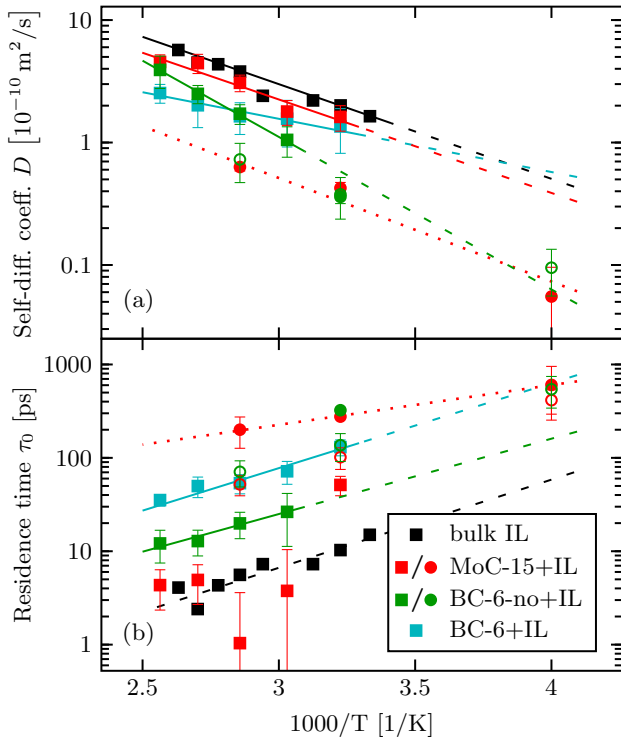 10
1
0.1
Self-diff. coeff. D [10⁻¹⁰ m²/s]
(a)
1000
100
10
1
Residence time τ₀ [ps]
(b)
bulk IL
/ MoC-15+IL
/ BC-6-no+IL
BC-6+IL
2.5 3 3.5 4
1000/T [1/K]